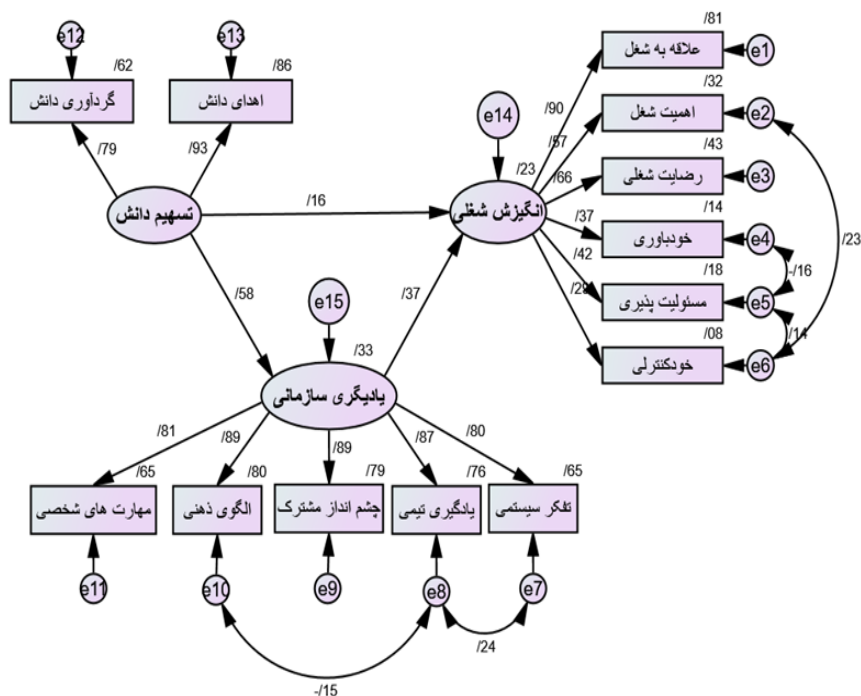 e12
e13
/62
/86
گردآوری دانش
اهدای دانش
/79
/93
تسهیم دانش
/16
/58
e14
/23
انگیزش شغلی
/90
/57
/66
/37
/42
/81
علاقه به شغل
e1
/32
اهمیت شغل
e2
/43
رضایت شغلی
e3
/14
خودباوری
e4
/18
مسئولیت پذیری
e5
/08
خودکنترلی
e6
-/16
/14
/23
e15
/37
/33
یادیگری سازمانی
/81
/89
/89
/87
/80
/65
/80
/79
/76
/65
مهارت های شخصی
الگوی ذهنی
چشم انداز مشترک
یادگیری تیمی
تفکر سیستمی
e11
e10
e9
e8
e7
-/15
/24